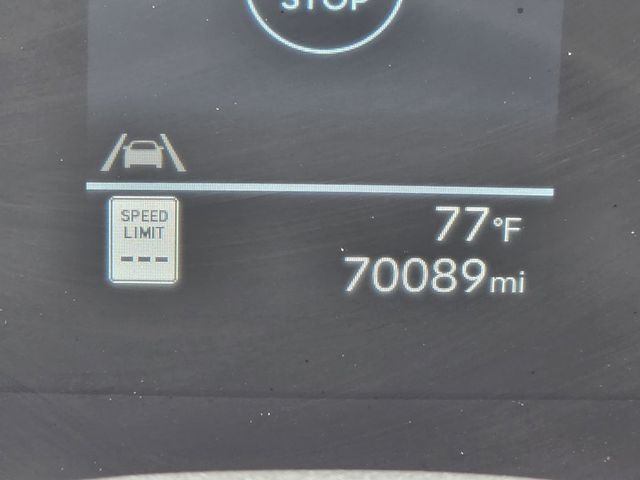 STOP
SPEED
LIMIT
---
77°F
70089mi